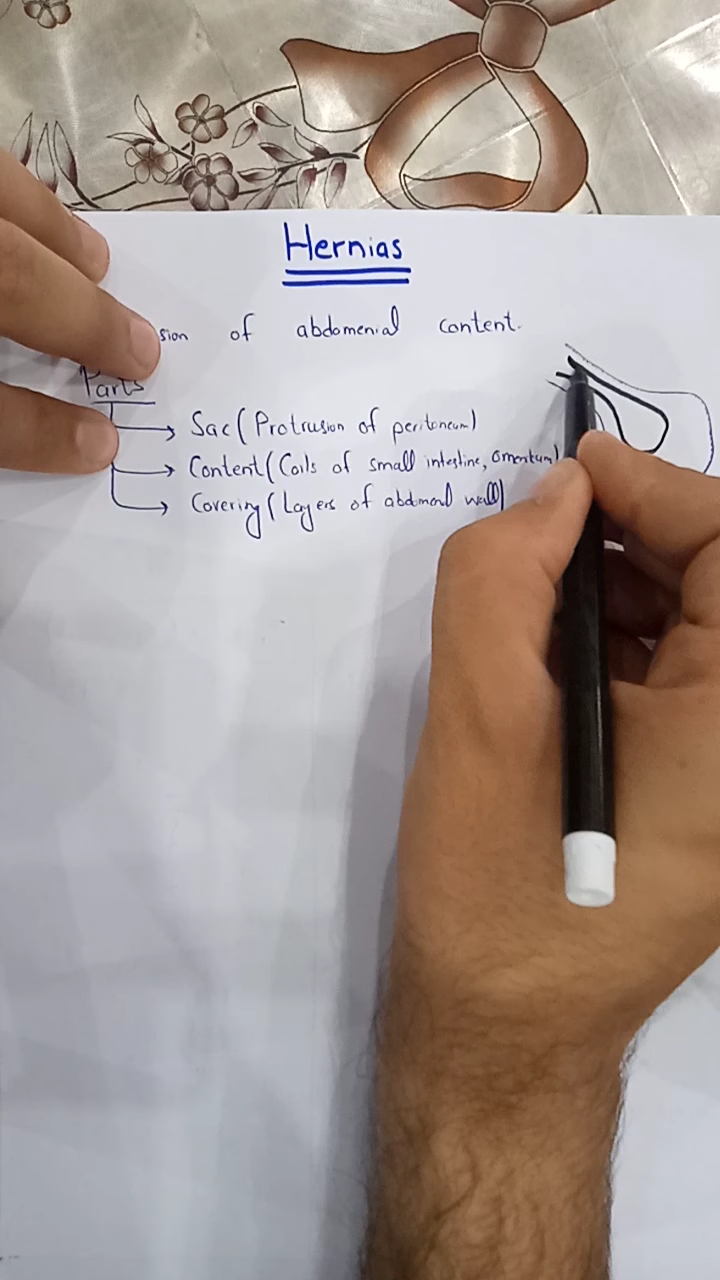 Hernias
sion of abdomenial content.
Parts
Sac (Protrusion of peritoneum)
Content (Coils of small intestine, Omentum)
Covering (Layers of abdomenal wall)